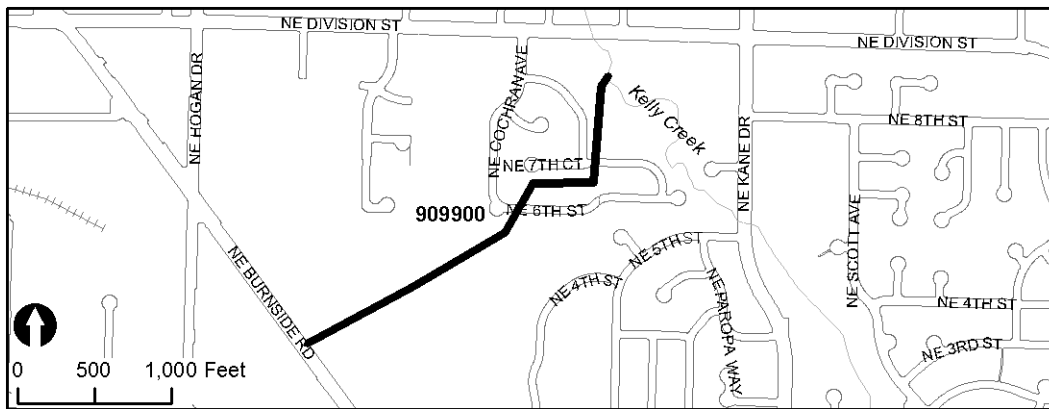 NE DIVISION ST
NE DIVISION ST
NE HOGAN DR
NE COCHRANAVE
Kelly Creek
NE 8TH ST
NE KANE DR
NE 7TH CT
NE 6TH ST
909900
NE SCOTT AVE
NE 5TH ST
NE 4TH ST
NE PAROPA WAY
NE BURNSIDE RD
NE 4TH ST
NE 3RD ST
0 500 1,000 Feet